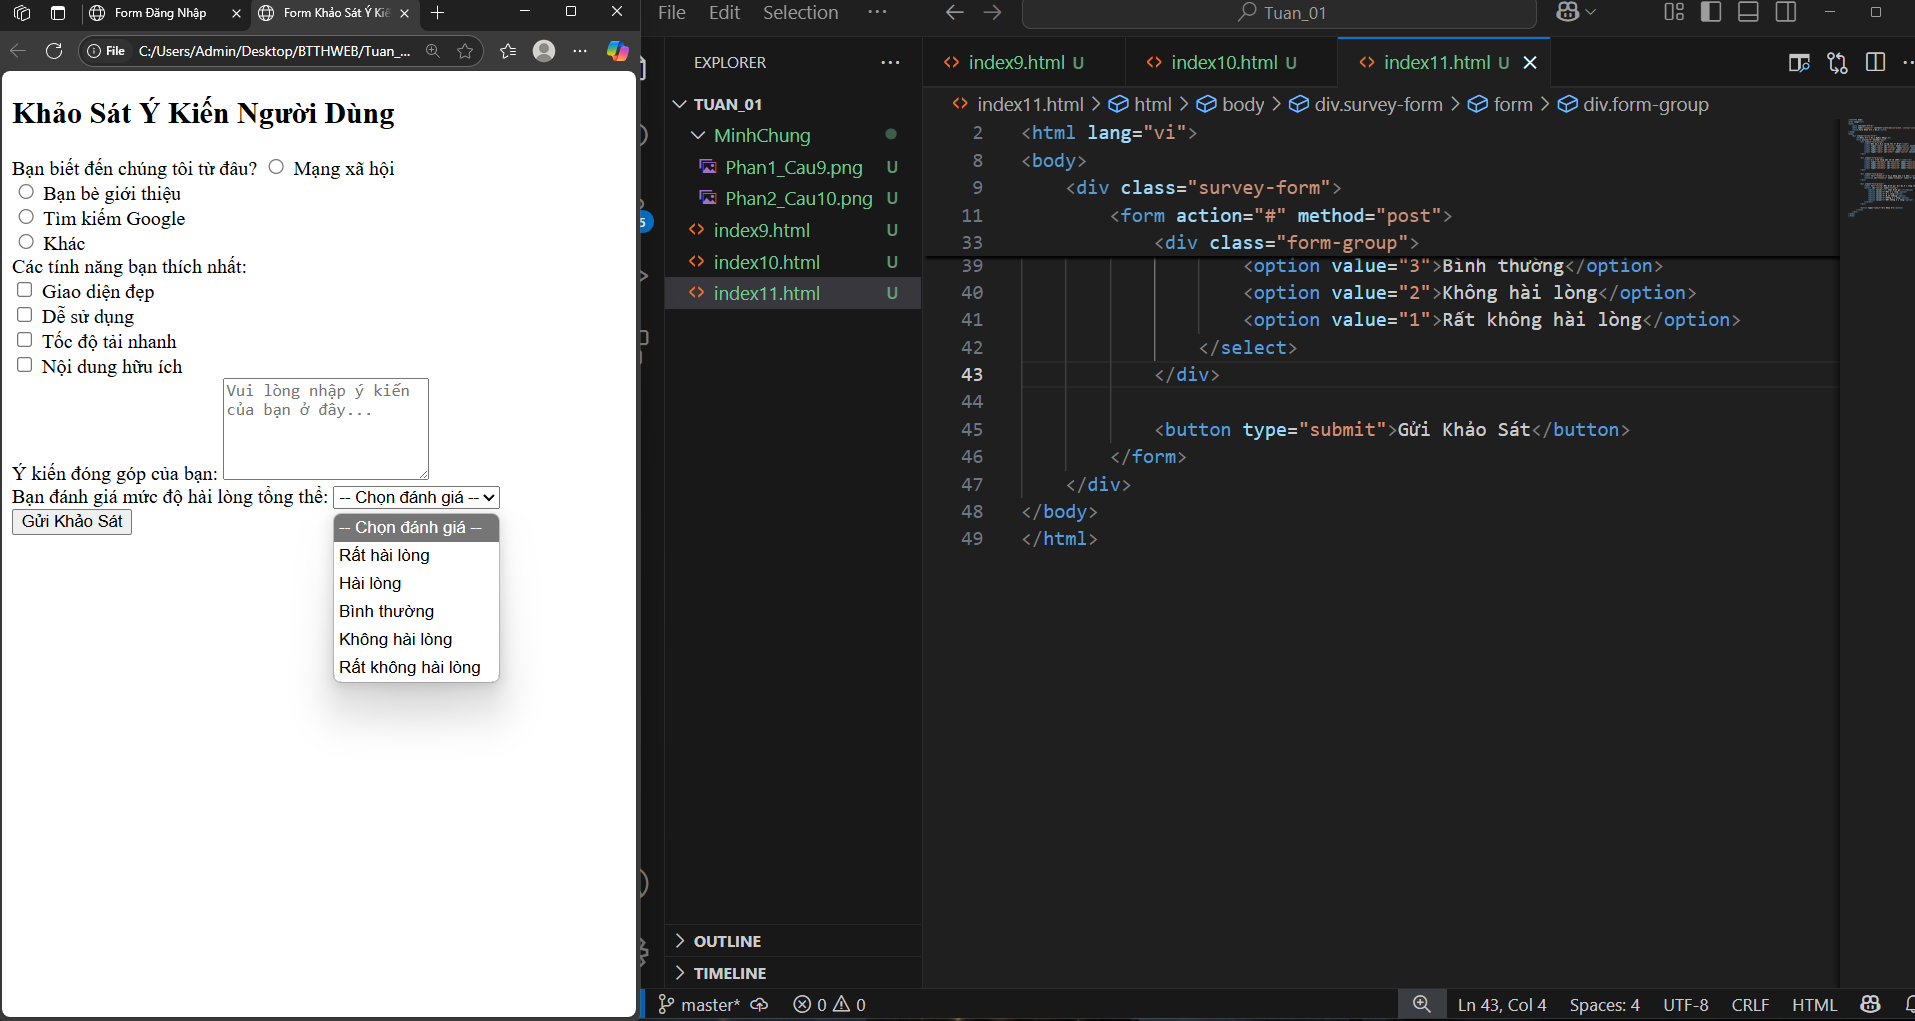 Form Đăng Nhập
Form Khảo Sát Ý Kiế
File
C:/Users/Admin/Desktop/BTTHWEB/Tuan_...
Khảo Sát Ý Kiến Người Dùng
Bạn biết đến chúng tôi từ đâu? Mạng xã hội
Bạn bè giới thiệu
Tìm kiếm Google
Khác
Các tính năng bạn thích nhất:
Giao diện đẹp
Dễ sử dụng
Tốc độ tải nhanh
Nội dung hữu ích
Vui lòng nhập ý kiến
của bạn ở đây...
Ý kiến đóng góp của bạn:
Bạn đánh giá mức độ hài lòng tổng thể: -- Chọn đánh giá --
Gửi Khảo Sát
-- Chọn đánh giá --
Rất hài lòng
Hài lòng
Bình thường
Không hài lòng
Rất không hài lòng
File Edit Selection ...
Tuan_01
EXPLORER
TUAN_01
MinhChung
Phan1_Cau9.png U
Phan2_Cau10.png U
index9.html U
index10.html U
index11.html U
OUTLINE
TIMELINE
index9.html U
index10.html U
index11.html U
index11.html > html > body > div.survey-form > form > div.form-group
2 <html lang="vi">
8 <body>
9 <div class="survey-form">
11 <form action="#" method="post">
33 <div class="form-group">
39 <option value="3">Bình thường</option>
40 <option value="2">Không hài lòng</option>
41 <option value="1">Rất không hài lòng</option>
42 </select>
43 </div>
44
45 <button type="submit">Gửi Khảo Sát</button>
46 </form>
47 </div>
48 </body>
49 </html>
master* 0 0
Ln 43, Col 4 Spaces: 4 UTF-8 CRLF HTML